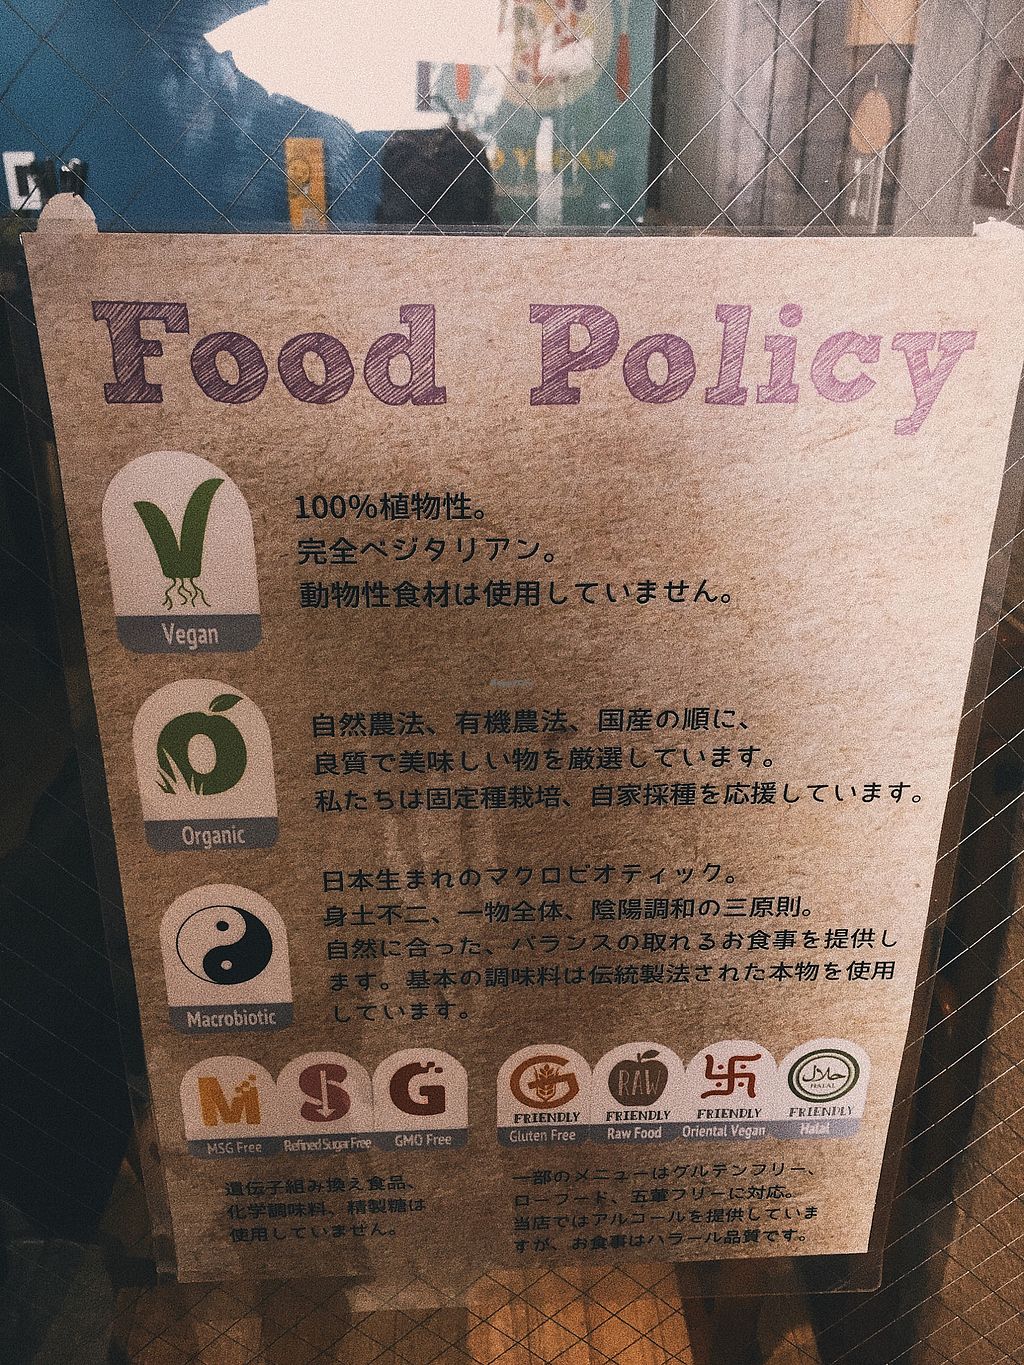 Food Policy
Vegan
100%植物性。
完全ベジタリアン。
動物性食材は使用していません。
Organic
自然農法、有機農法、国産の順に、
良質で美味しい物を厳選しています。
私たちは固定種栽培、自家採種を応援しています。
Macrobiotic
日本生まれのマクロビオティック。
身土不二、一物全体、陰陽調和の三原則。
自然に合った、バランスの取れるお食事を提供し
ます。基本の調味料は伝統製法された本物を使用
しています。
M S G
MSG Free Refined Sugar Free GMO Free
RAW حلال HALAL
FRIENDLY FRIENDLY FRIENDLY FRIENDLY
Gluten Free Raw Food Oriental Vegan Halal
遺伝子組み換え食品、
化学調味料、精製糖は
使用していません。
一部のメニューはグルテンフリー、
ローフード、五葷フリーに対応。
当店ではアルコールを提供していま
すが、お食事はハラール品質です。